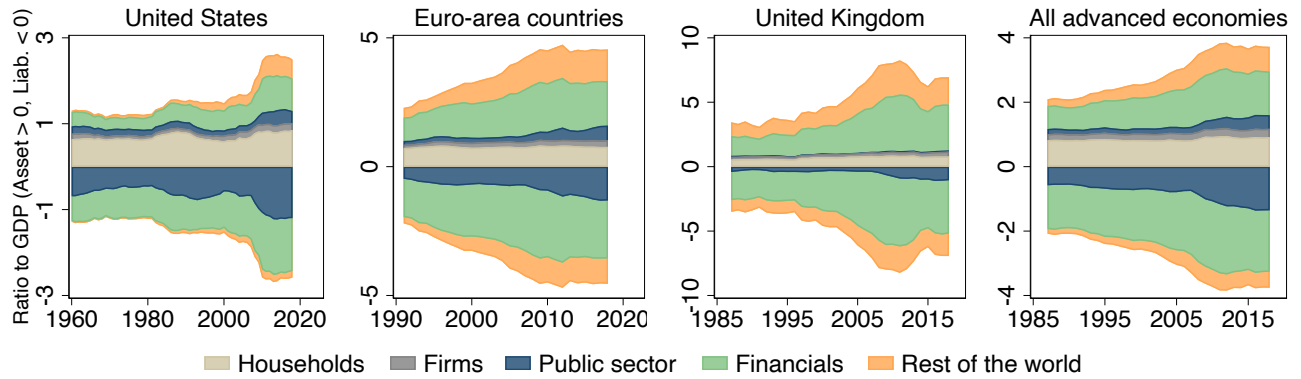 United States
Euro-area countries
United Kingdom
All advanced economies
Ratio to GDP (Asset > 0, Liab. < 0)
3
1
-1
-3
1960 1980 2000 2020
5
0
-5
1990 2000 2010 2020
10
5
0
-5
-10
1985 1995 2005 2015
4
2
0
-2
-4
1985 1995 2005 2015
Households Firms Public sector Financials Rest of the world